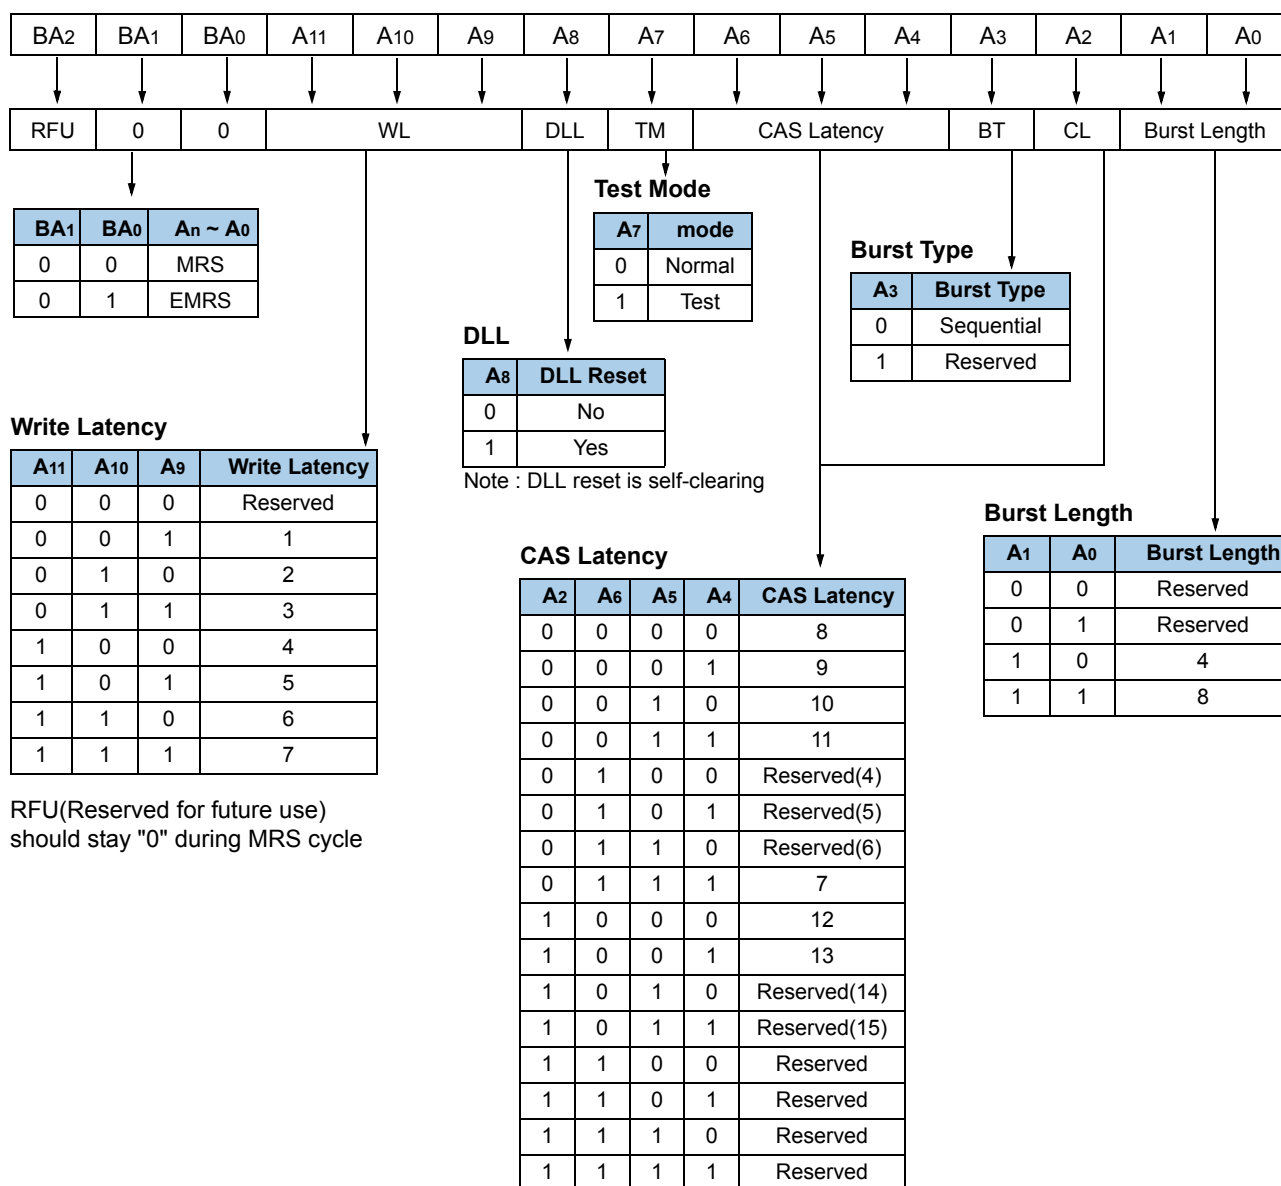 BA2 BA1 BA0 A11 A10 A9 A8 A7 A6 A5 A4 A3 A2 A1 A0
RFU 0 0 WL DLL TM CAS Latency BT CL Burst Length
BA1 BA0 An ~ A0
0 0 MRS
0 1 EMRS
Test Mode
A7 mode
0 Normal
1 Test
Burst Type
A3 Burst Type
0 Sequential
1 Reserved
DLL
A8 DLL Reset
0 No
1 Yes
Note : DLL reset is self-clearing
Write Latency
A11 A10 A9 Write Latency
0 0 0 Reserved
0 0 1 1
0 1 0 2
0 1 1 3
1 0 0 4
1 0 1 5
1 1 0 6
1 1 1 7
RFU(Reserved for future use)
should stay "0" during MRS cycle
CAS Latency
A2 A6 A5 A4 CAS Latency
0 0 0 0 8
0 0 0 1 9
0 0 1 0 10
0 0 1 1 11
0 1 0 0 Reserved(4)
0 1 0 1 Reserved(5)
0 1 1 0 Reserved(6)
0 1 1 1 7
1 0 0 0 12
1 0 0 1 13
1 0 1 0 Reserved(14)
1 0 1 1 Reserved(15)
1 1 0 0 Reserved
1 1 0 1 Reserved
1 1 1 0 Reserved
1 1 1 1 Reserved
Burst Length
A1 A0 Burst Length
0 0 Reserved
0 1 Reserved
1 0 4
1 1 8